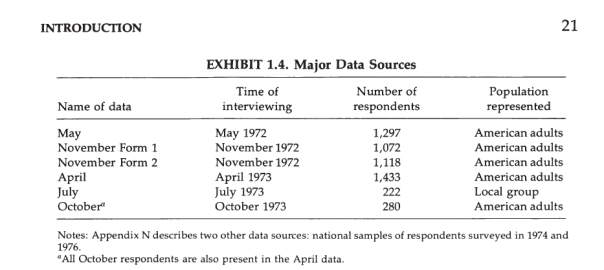 INTRODUCTION 21
EXHIBIT 1.4. Major Data Sources
Time of Number of Population
Name of data interviewing respondents represented
May May 1972 1,297 American adults
November Form 1 November 1972 1,072 American adults
November Form 2 November 1972 1,118 American adults
April April 1973 1,433 American adults
July July 1973 222 Local group
Octoberᵃ October 1973 280 American adults
Notes: Appendix N describes two other data sources: national samples of respondents surveyed in 1974 and
1976.
ᵃAll October respondents are also present in the April data.